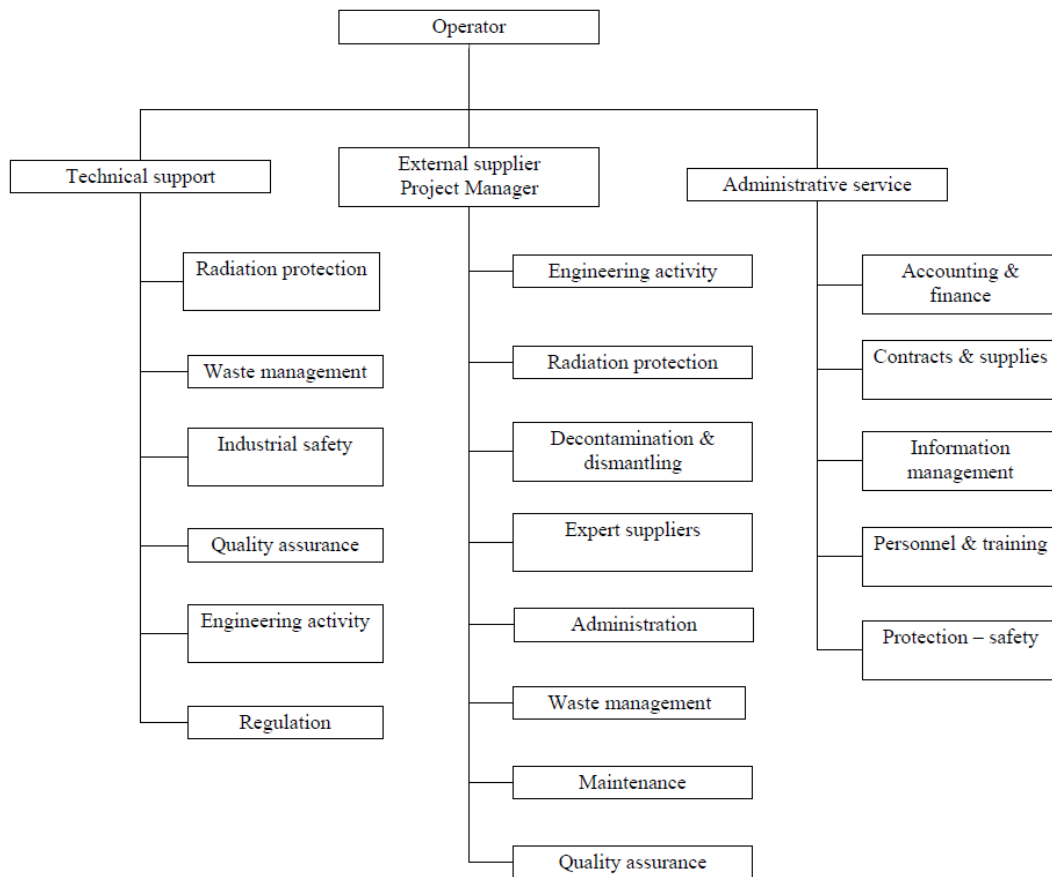 Operator
Technical support
External supplier
Project Manager
Administrative service
Radiation protection
Waste management
Industrial safety
Quality assurance
Engineering activity
Regulation
Engineering activity
Radiation protection
Decontamination &
dismantling
Expert suppliers
Administration
Waste management
Maintenance
Quality assurance
Accounting &
finance
Contracts & supplies
Information
management
Personnel & training
Protection – safety